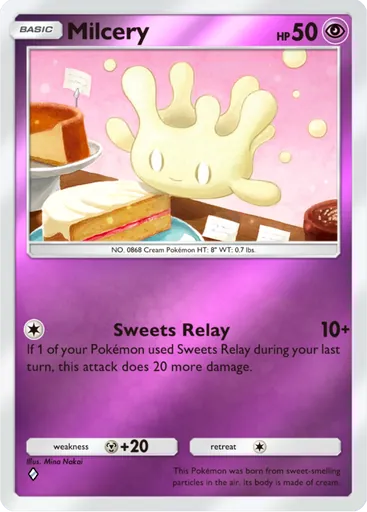 BASIC Milcery HP 50
NO. 0868 Cream Pokémon HT: 8" WT: 0.7 lbs.
Sweets Relay 10+
If 1 of your Pokémon used Sweets Relay during your last
turn, this attack does 20 more damage.
weakness +20 retreat
Illus. Mina Nakai
This Pokémon was born from sweet-smelling
particles in the air. Its body is made of cream.